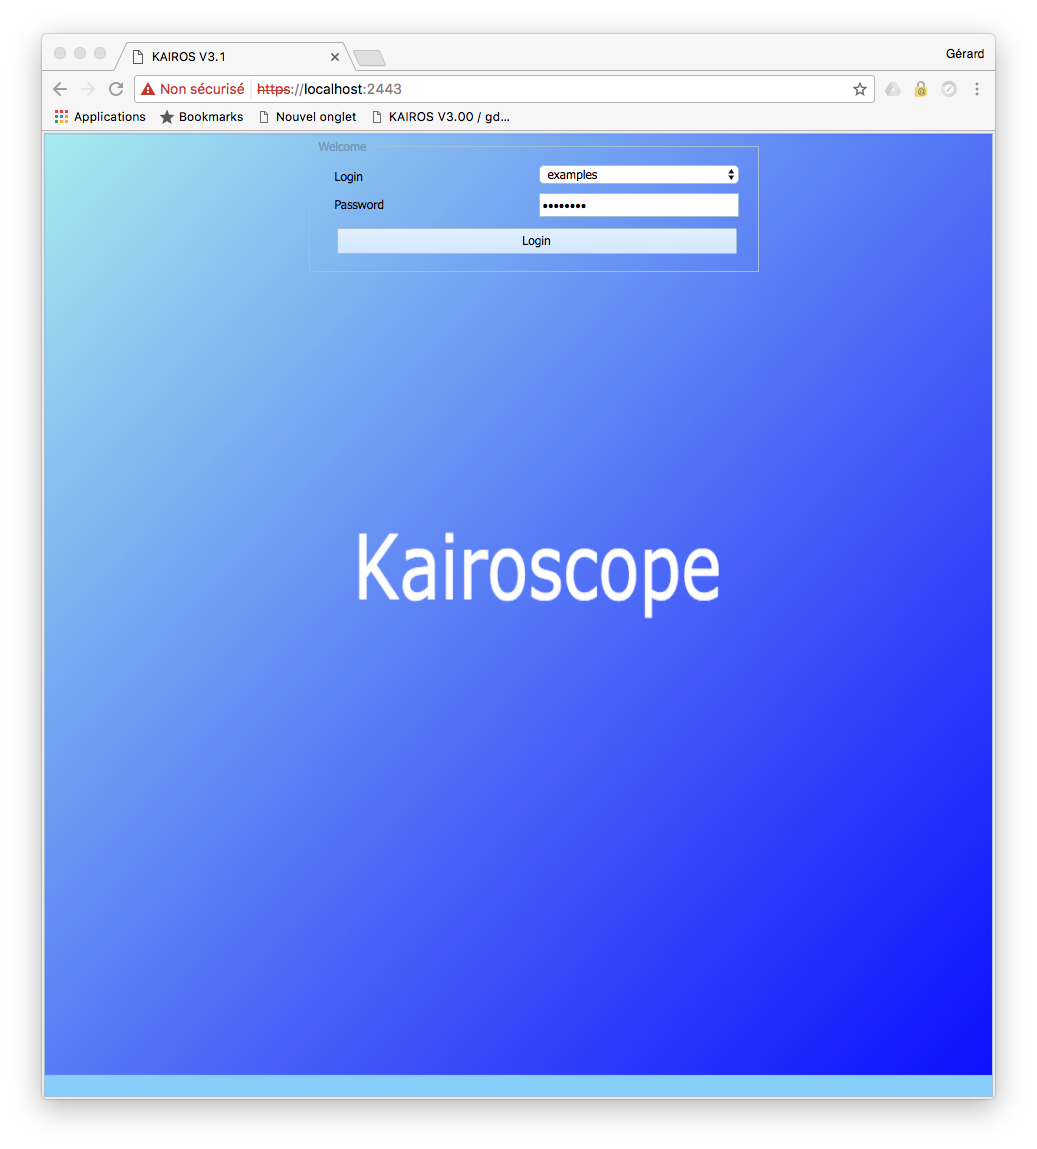 KAIROS V3.1
Gérard
Non sécurisé https://localhost:2443
Applications Bookmarks Nouvel onglet KAIROS V3.00 / gd...
Welcome
Login examples
Password ••••••••
Login
Kairoscope